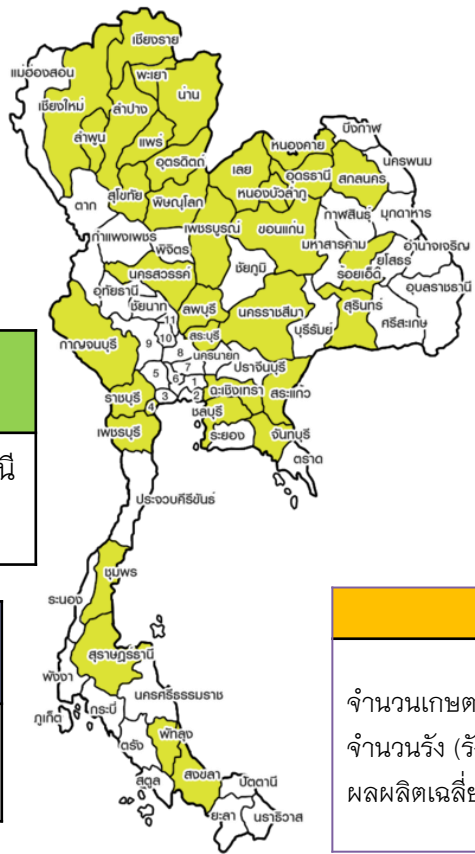 เชียงราย
แม่ฮ่องสอน
พะเยา
น่าน
เชียงใหม่
ลำปาง
ลำพูน
แพร่
บึงกาฬ
หนองคาย
อุตรดิตถ์
เลย
นครพนม
อุดรธานี
สกลนคร
สุโขทัย
หนองบัวลำภู
ตาก
พิษณุโลก
กาฬสินธุ์
มุกดาหาร
เพชรบูรณ์
ขอนแก่น
กำแพงเพชร
พิจิตร
มหาสารคาม
อำนาจเจริญ
ยโสธร
ชัยภูมิ
ร้อยเอ็ด
นครสวรรค์
อุทัยธานี
อุบลราชธานี
ชัยนาท
ลพบุรี
นครราชสีมา
สุรินทร์
ศรีสะเกษ
กาญจนบุรี
11
9
10
สระบุรี
บุรีรัมย์
8
นครนายก
ปราจีนบุรี
5
6
7
1
ฉะเชิงเทรา
สระแก้ว
ราชบุรี
4
3
2
ชลบุรี
เพชรบุรี
ระยอง
จันทบุรี
นี
ตราด
ประจวบคีรีขันธ์
ชุมพร
ระนอง
สุราษฎร์ธานี
พังงา
นครศรีธรรมราช
ภูเก็ต
กระบี่
ตรัง
พัทลุง
สตูล
สงขลา
ปัตตานี
ยะลา
นราธิวาส
จำนวนเกษต
จำนวนรัง (รั
ผลผลิตเฉลี่ย